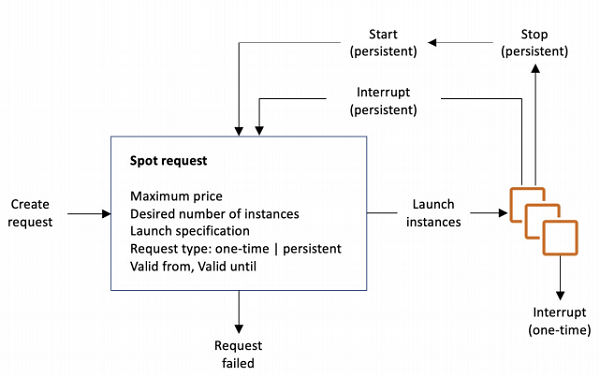 Start
(persistent)
Stop
(persistent)
Interrupt
(persistent)
Spot request
Maximum price
Desired number of instances
Launch specification
Request type: one-time | persistent
Valid from, Valid until
Create
request
Launch
instances
Interrupt
(one-time)
Request
failed